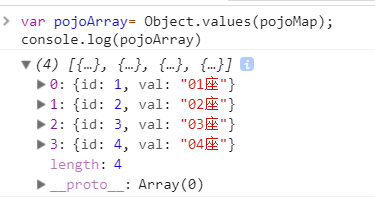 > var pojoArray= Object.values(pojoMap);
console.log(pojoArray)
▼ (4) [{…}, {…}, {…}, {…}] i
▶ 0: {id: 1, val: "01座"}
▶ 1: {id: 2, val: "02座"}
▶ 2: {id: 3, val: "03座"}
▶ 3: {id: 4, val: "04座"}
length: 4
▶ __proto__: Array(0)